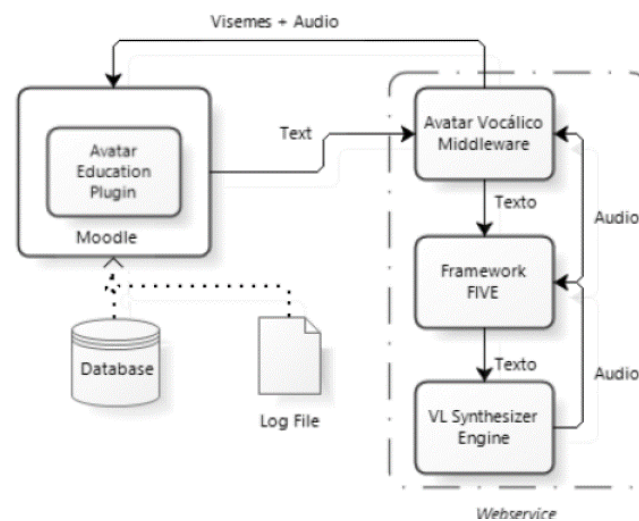 Visemes + Audio
Avatar
Education
Plugin
Moodle
Text
Avatar Vocálico
Middleware
Texto
Audio
Framework
FIVE
Texto
Audio
VL Synthesizer
Engine
Database
Log File
Webservice